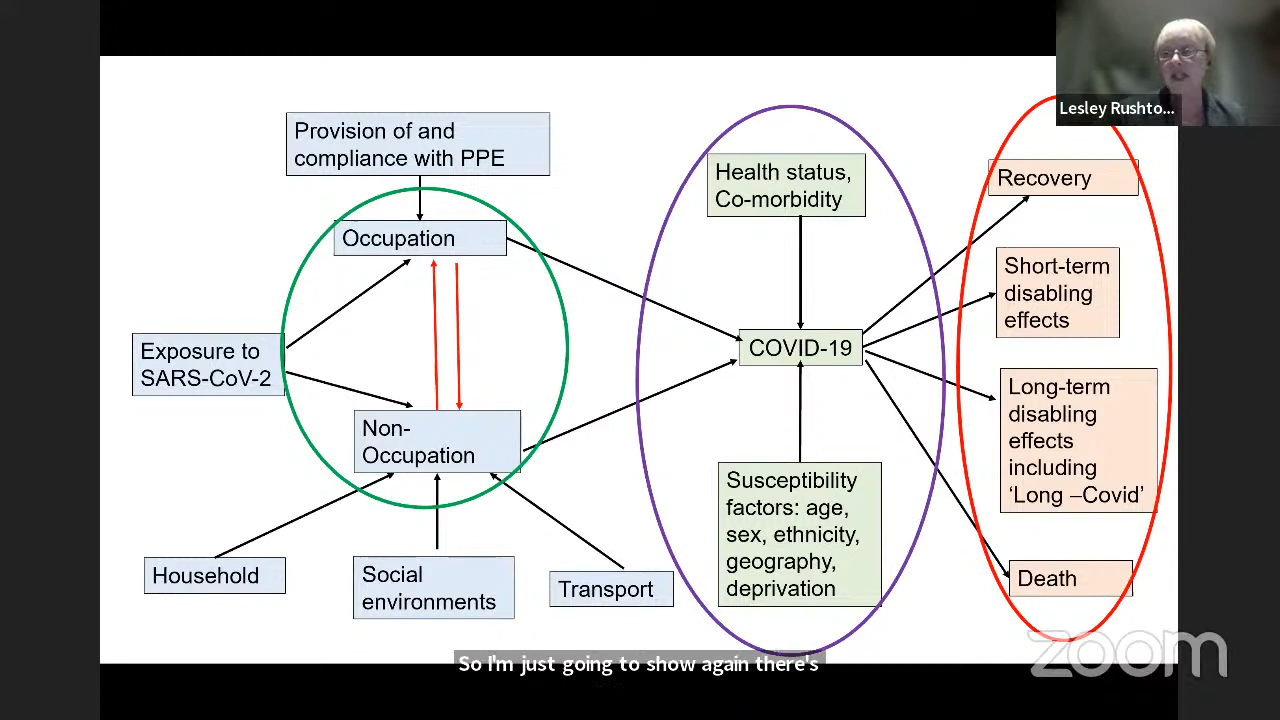 Lesley Rushto...
Provision of and
compliance with PPE
Occupation
Exposure to
SARS-CoV-2
Non-
Occupation
Household
Social
environments
Transport
Health status,
Co-morbidity
COVID-19
Susceptibility
factors: age,
sex, ethnicity,
geography,
deprivation
Recovery
Short-term
disabling
effects
Long-term
disabling
effects
including
‘Long –Covid’
Death
zoom
So I'm just going to show again there's